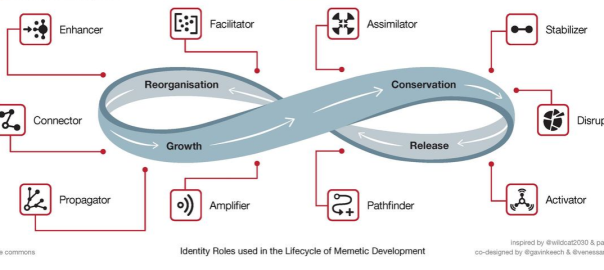 Enhancer
Facilitator
Assimilator
Stabilizer
Reorganisation
Conservation
Connector
Disrup
Growth
Release
Propagator
Amplifier
Pathfinder
Activator
inspired by @wildcat2030 & pa
e commons
Identity Roles used in the Lifecycle of Memetic Development
co-designed by @gavinkeech & @venessa